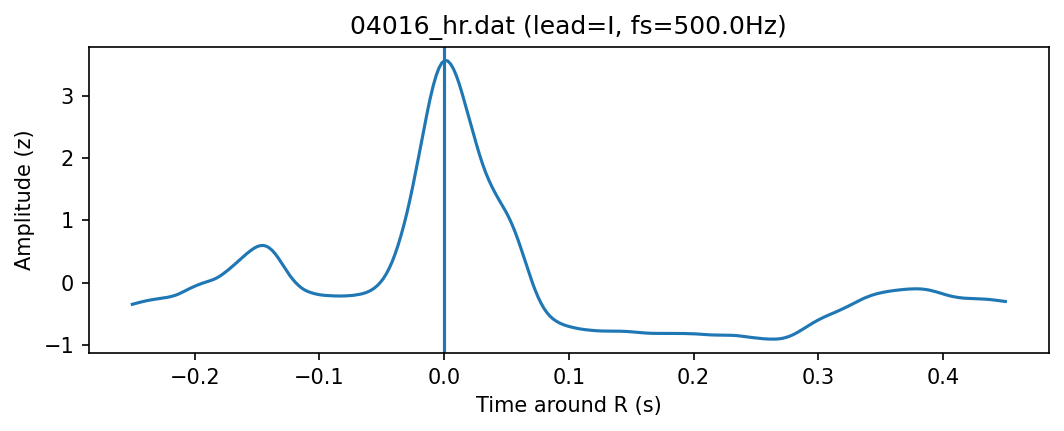 04016_hr.dat (lead=I, fs=500.0Hz)
Amplitude (z)
3
2
1
0
−1
−0.2 −0.1 0.0 0.1 0.2 0.3 0.4
Time around R (s)